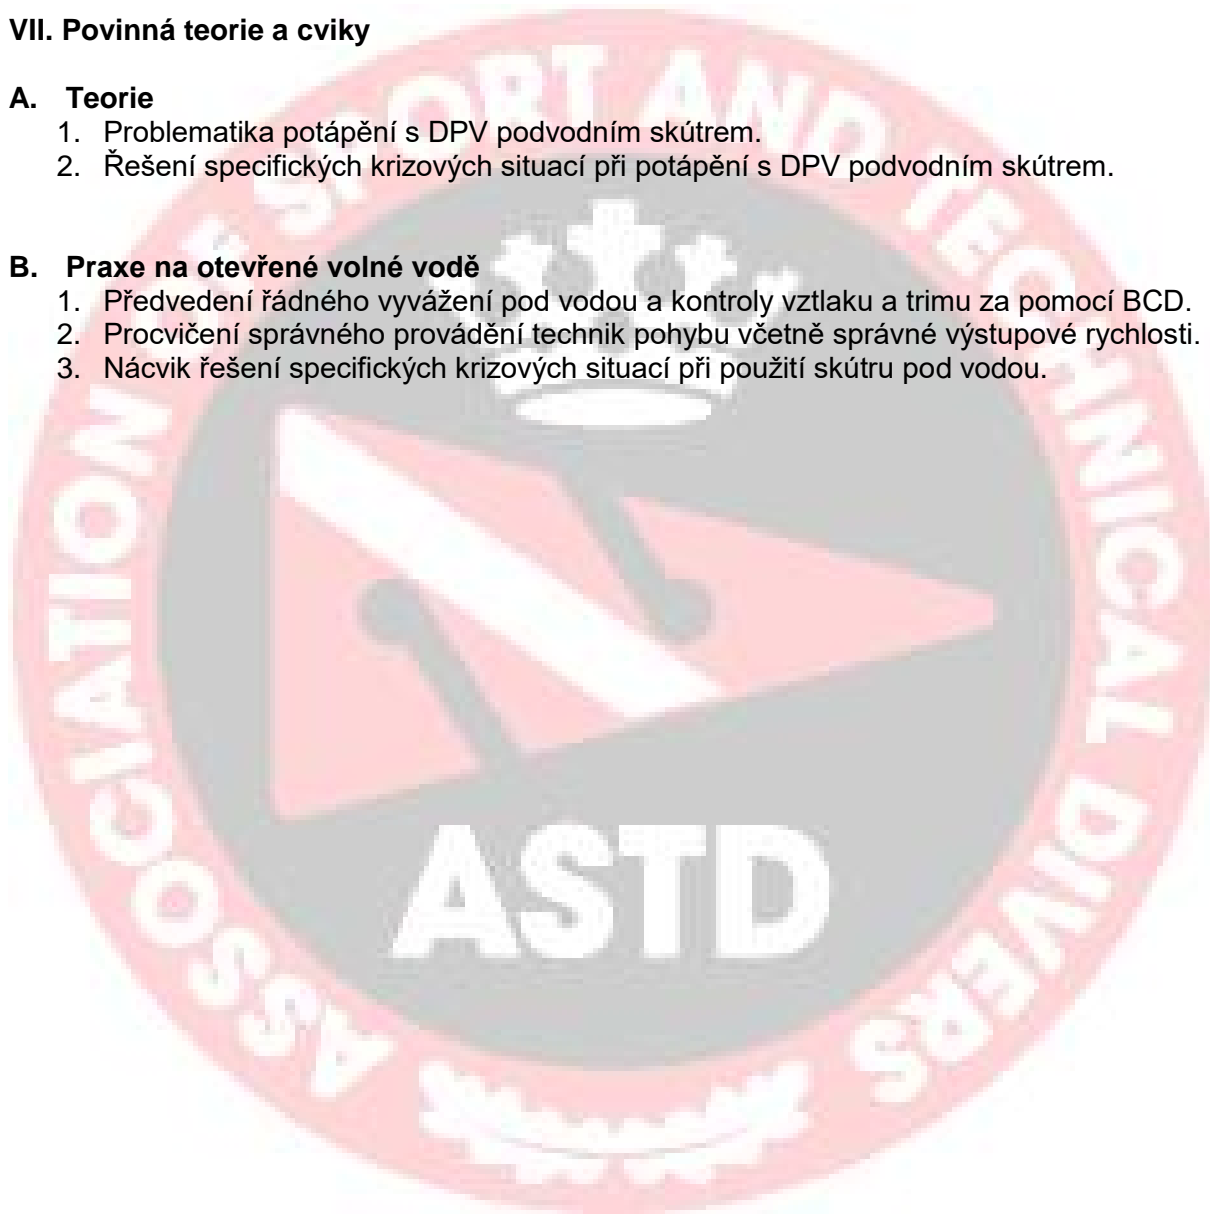 VII. Povinná teorie a cviky
A. Teorie
1. Problematika potápění s DPV podvodním skútrem.
2. Řešení specifických krizových situací při potápění s DPV podvodním skútrem.
B. Praxe na otevřené volné vodě
1. Předvedení řádného vyvážení pod vodou a kontroly vztlaku a trimu za pomocí BCD.
2. Procvičení správného provádění technik pohybu včetně správné výstupové rychlosti.
3. Nácvik řešení specifických krizových situací při použití skútru pod vodou.
ASSOCIATION OF SPORT AND TECHNICAL DIVERS
ASTD